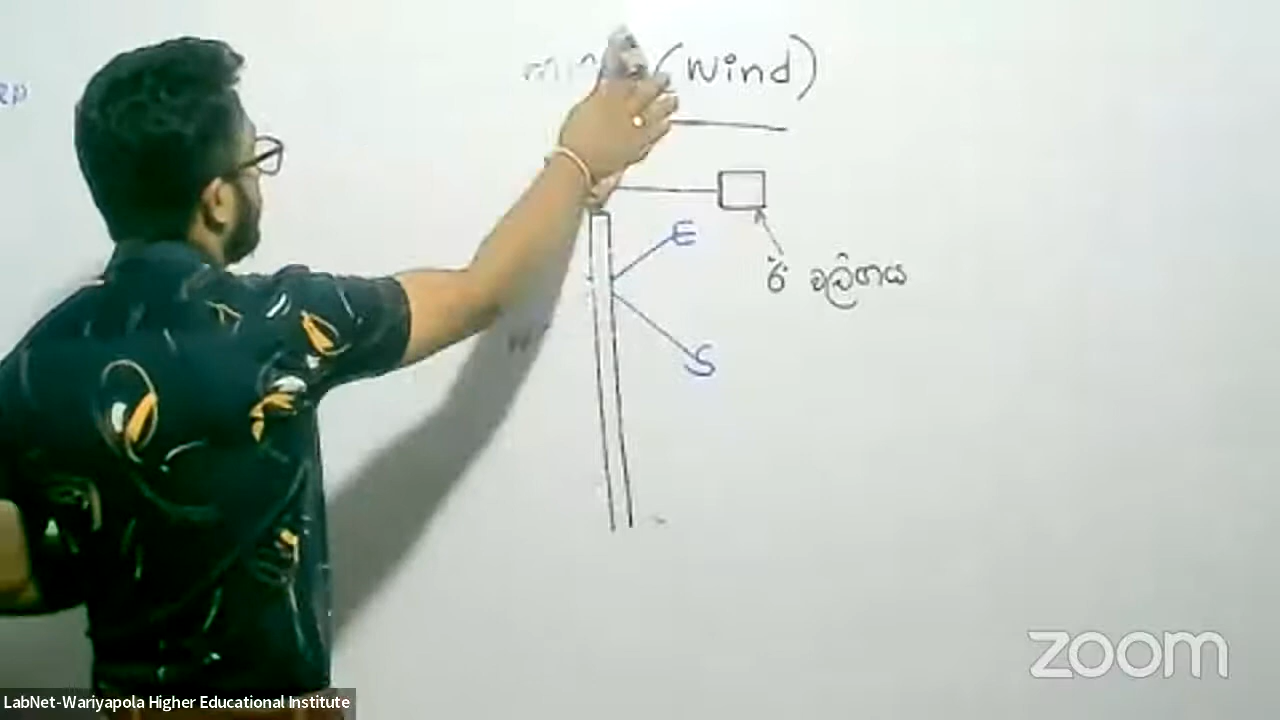 (wind)
E
ඊ වලිගය
S
zoom
LabNet-Wariyapola Higher Educational Institute